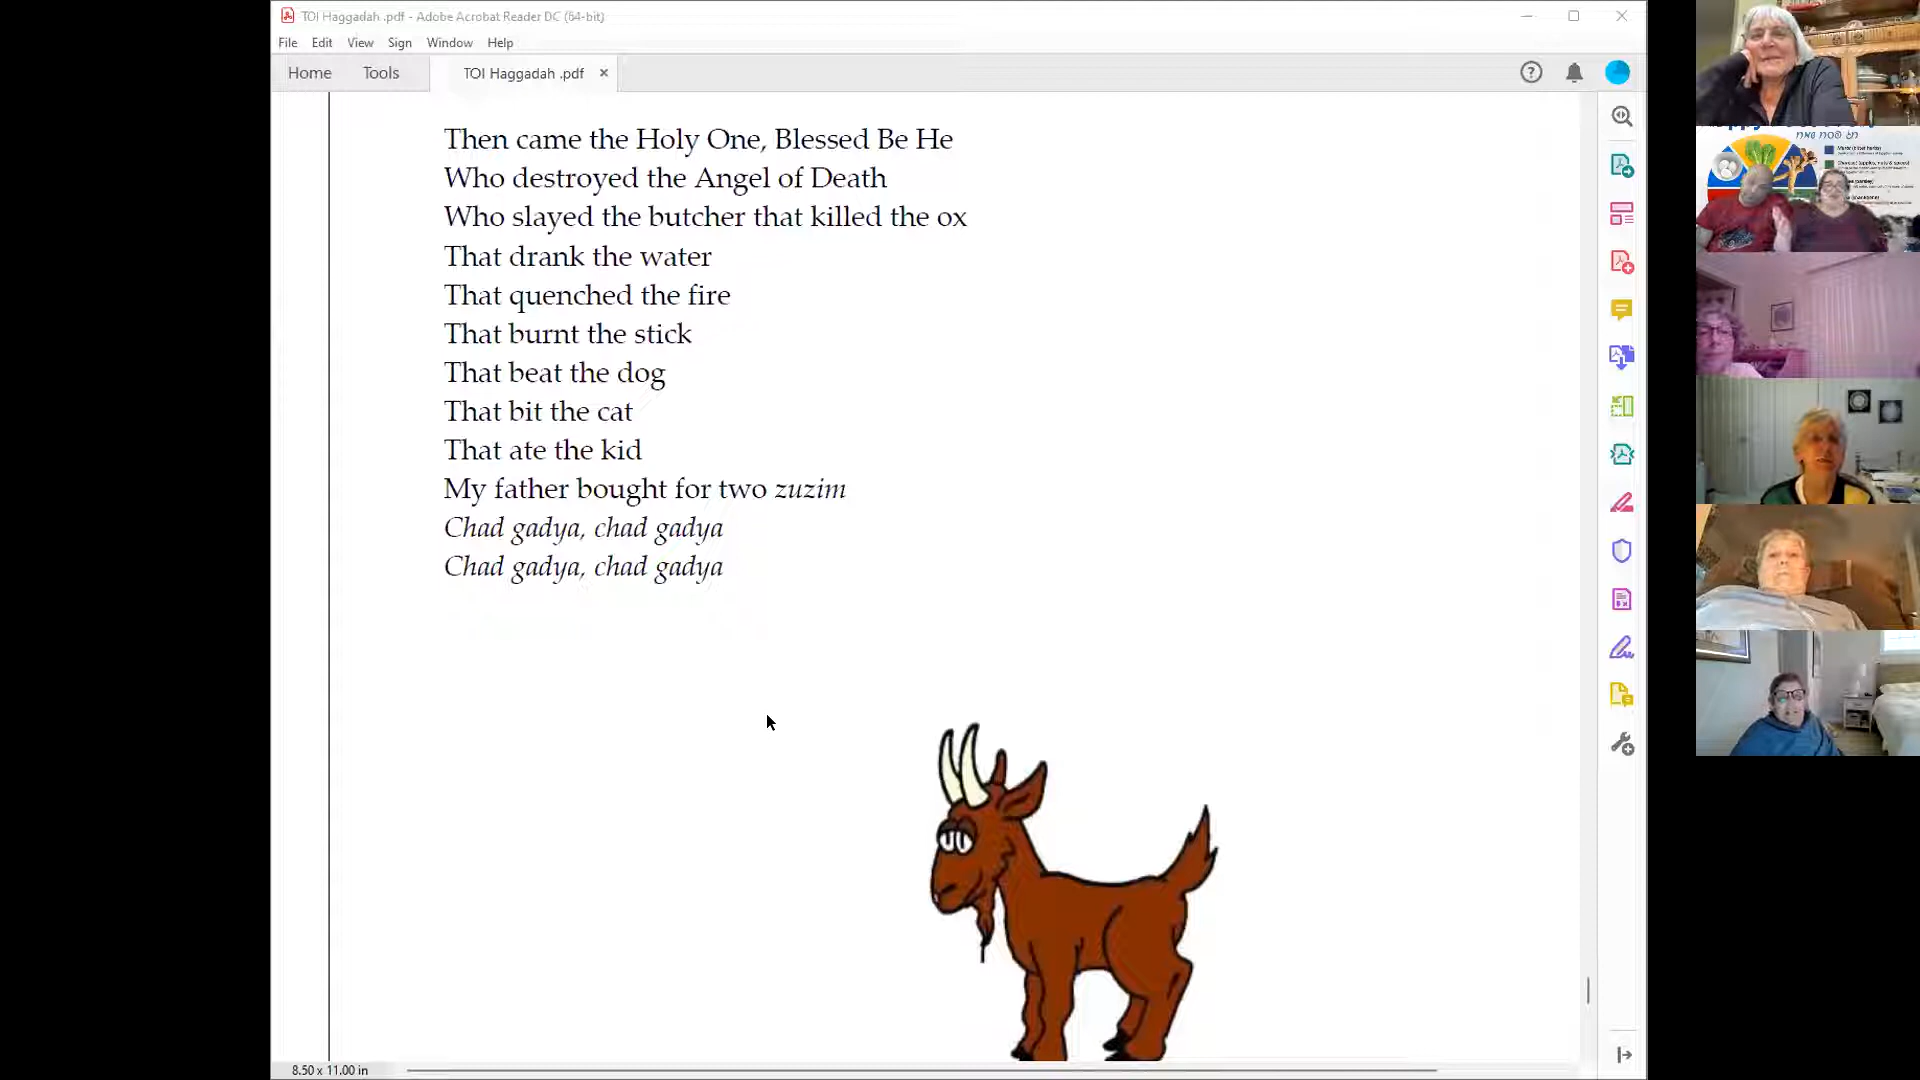 TOI Haggadah .pdf - Adobe Acrobat Reader DC (64-bit)
File Edit View Sign Window Help
Home Tools TOI Haggadah .pdf ×
Then came the Holy One, Blessed Be He
Who destroyed the Angel of Death
Who slayed the butcher that killed the ox
That drank the water
That quenched the fire
That burnt the stick
That beat the dog
That bit the cat
That ate the kid
My father bought for two zuzim
Chad gadya, chad gadya
Chad gadya, chad gadya
8.50 x 11.00 in
חג פסח שמח